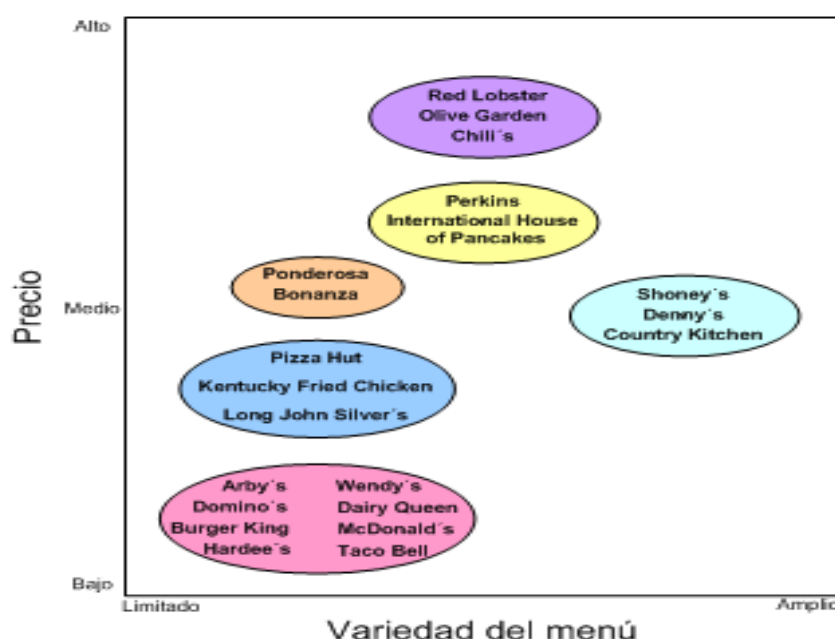 Alto
Red Lobster
Olive Garden
Chili´s
Perkins
International House
of Pancakes
Ponderosa
Bonanza
Precio
Medio
Shoney´s
Denny´s
Country Kitchen
Pizza Hut
Kentucky Fried Chicken
Long John Silver´s
Arby´s Wendy´s
Domino´s Dairy Queen
Burger King McDonald´s
Hardee´s Taco Bell
Bajo
Limitado Amplio
Variedad del menú